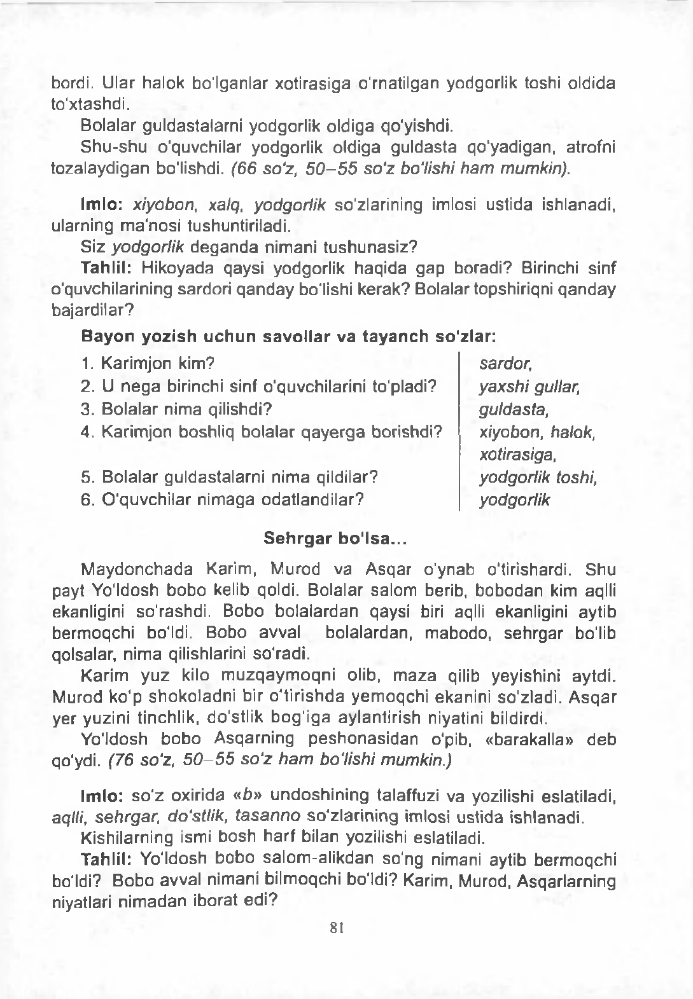 bordi. Ular halok bo'lganlar xotirasiga o'rnatilgan yodgorlik toshi oldida
to'xtashdi.
Bolalar guldastalarni yodgorlik oldiga qo'yishdi.
Shu-shu o'quvchilar yodgorlik oldiga guldasta qo'yadigan, atrofni
tozalaydigan bo'lishdi. (66 so'z, 50–55 so'z bo'lishi ham mumkin).
Imlo: xiyobon, xalq, yodgorlik so'zlarining imlosi ustida ishlanadi,
ularning ma'nosi tushuntiriladi.
Siz yodgorlik deganda nimani tushunasiz?
Tahlil: Hikoyada qaysi yodgorlik haqida gap boradi? Birinchi sinf
o'quvchilarining sardori qanday bo'lishi kerak? Bolalar topshiriqni qanday
bajardilar?
Bayon yozish uchun savollar va tayanch so'zlar:
1. Karimjon kim? sardor,
2. U nega birinchi sinf o'quvchilarini to'pladi? yaxshi gullar,
3. Bolalar nima qilishdi? guldasta,
4. Karimjon boshliq bolalar qayerga borishdi? xiyobon, halok,
xotirasiga,
5. Bolalar guldastalarni nima qildilar? yodgorlik toshi,
6. O'quvchilar nimaga odatlandilar? yodgorlik
Sehrgar bo'lsa...
Maydonchada Karim, Murod va Asqar o'ynab o'tirishardi. Shu
payt Yo'ldosh bobo kelib qoldi. Bolalar salom berib, bobodan kim aqlli
ekanligini so'rashdi. Bobo bolalardan qaysi biri aqlli ekanligini aytib
bermoqchi bo'ldi. Bobo avval bolalardan, mabodo, sehrgar bo'lib
qolsalar, nima qilishlarini so'radi.
Karim yuz kilo muzqaymoqni olib, maza qilib yeyishini aytdi.
Murod ko'p shokoladni bir o'tirishda yemoqchi ekanini so'zladi. Asqar
yer yuzini tinchlik, do'stlik bog'iga aylantirish niyatini bildirdi.
Yo'ldosh bobo Asqarning peshonasidan o'pib, «barakalla» deb
qo'ydi. (76 so'z, 50–55 so'z ham bo'lishi mumkin.)
Imlo: so'z oxirida «b» undoshining talaffuzi va yozilishi eslatiladi,
aqlli, sehrgar, do'stlik, tasanno so'zlarining imlosi ustida ishlanadi.
Kishilarning ismi bosh harf bilan yozilishi eslatiladi.
Tahlil: Yo'ldosh bobo salom-alikdan so'ng nimani aytib bermoqchi
bo'ldi? Bobo avval nimani bilmoqchi bo'ldi? Karim, Murod, Asqarlarning
niyatlari nimadan iborat edi?
81